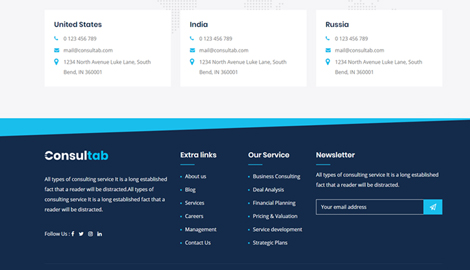 United States
0 123 456 789
mail@consultab.com
1234 North Avenue Luke Lane, South
Bend, IN 360001
India
0 123 456 789
mail@consultab.com
1234 North Avenue Luke Lane, South
Bend, IN 360001
Russia
0 123 456 789
mail@consultab.com
1234 North Avenue Luke Lane, South
Bend, IN 360001
Consultab
All types of consulting service It is a long established
fact that a reader will be distracted.All types of
consulting service it is a long established fact that a
reader will be distracted.
Follow Us :
Extra links
About us
Blog
Services
Careers
Management
Contact Us
Our Service
Business Consulting
Deal Analysis
Financial Planning
Pricing & Valuation
Service development
Strategic Plans
Newsletter
All types of consulting service it is a long established
fact that a reader will be distracted.
Your email address